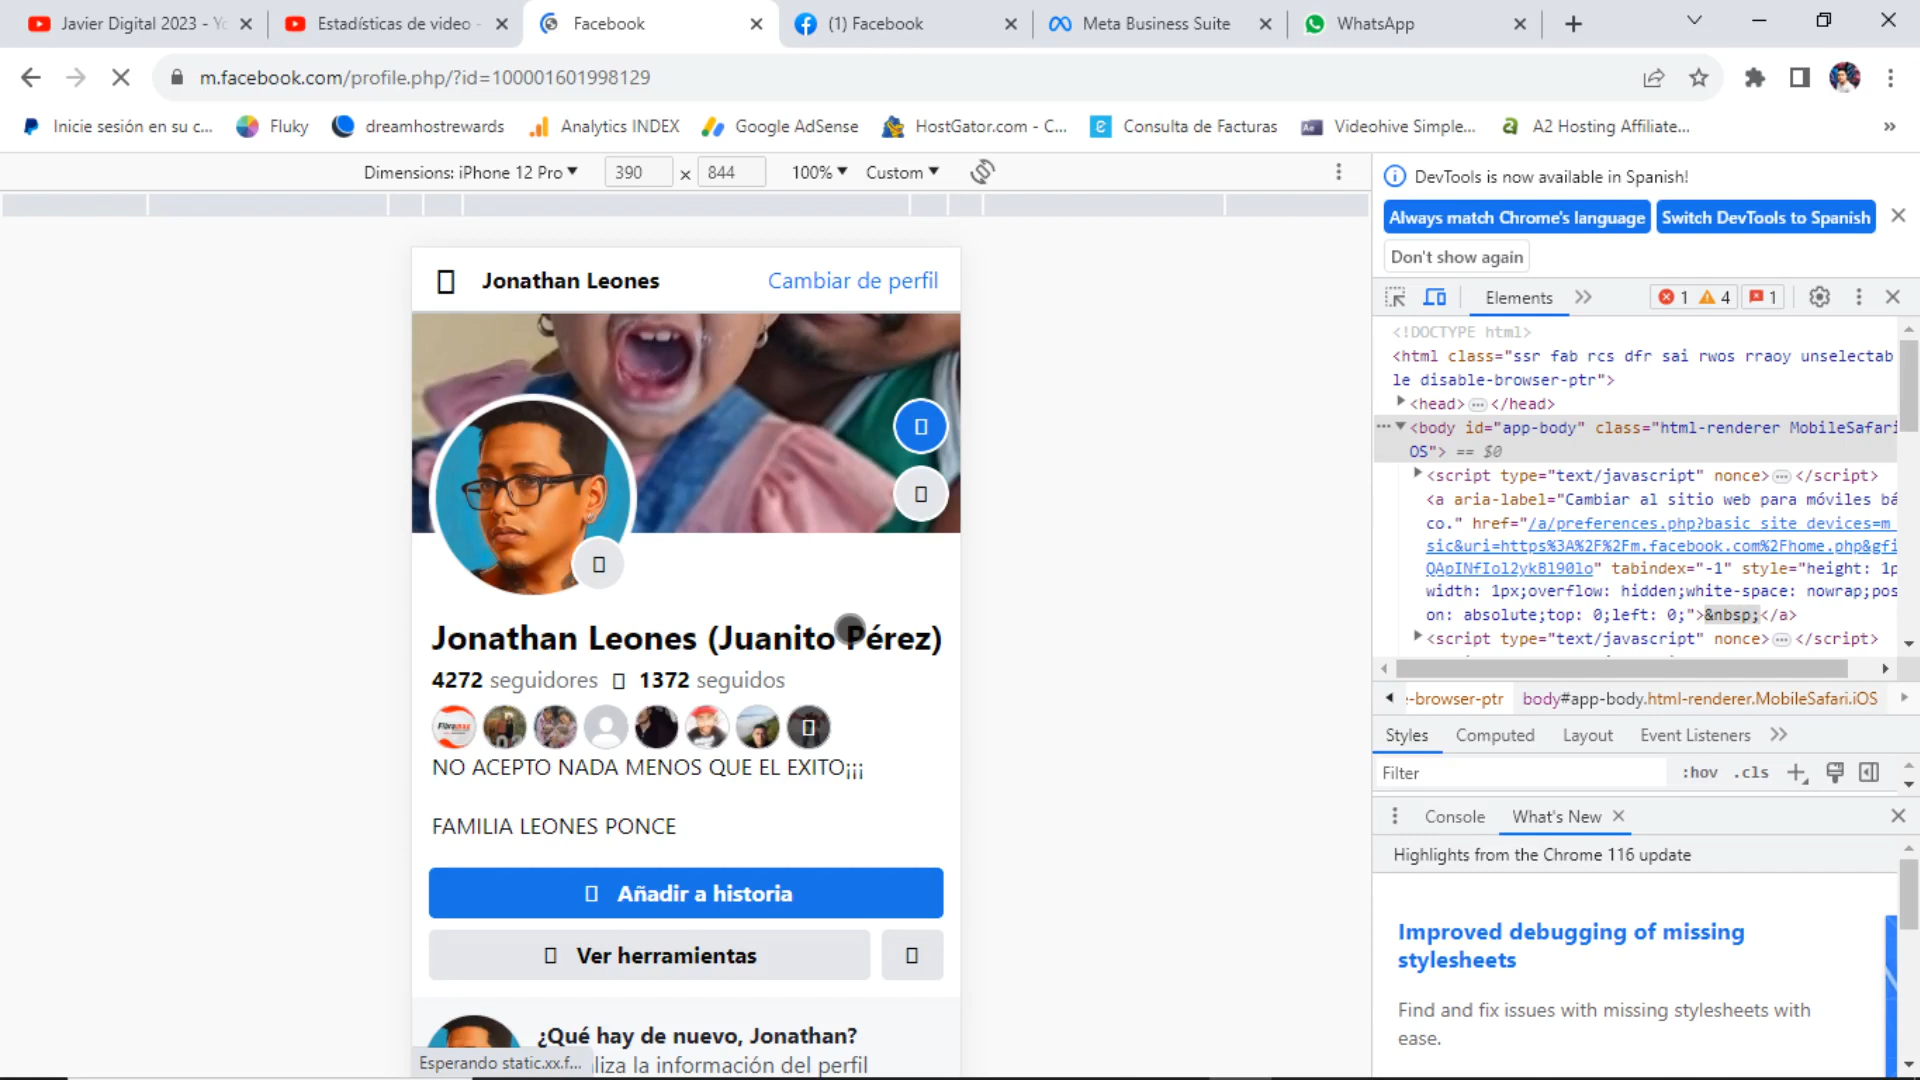 Javier Digital 2023 - Yo
Estadísticas de video -
Facebook
(1) Facebook
Meta Business Suite
WhatsApp
m.facebook.com/profile.php/?id=100001601998129
Inicie sesión en su c...
Fluky
dreamhostrewards
Analytics INDEX
Google AdSense
HostGator.com - C...
Consulta de Facturas
Videohive Simple...
A2 Hosting Affiliate...
»
Dimensions: iPhone 12 Pro
390 x 844
100%
Custom
DevTools is now available in Spanish!
Always match Chrome's language
Switch DevTools to Spanish
Don't show again
Elements
1
4
1
<!DOCTYPE html>
<html class="ssr fab rcs dfr sai rwos rraoy unselectab
le disable-browser-ptr">
<head>…</head>
<body id="app-body" class="html-renderer MobileSafari
OS"> == $0
<script type="text/javascript" nonce>…</script>
<a aria-label="Cambiar al sitio web para móviles bá
co." href="/a/preferences.php?basic_site_devices=m_
sic&uri=https%3A%2F%2Fm.facebook.com%2Fhome.php&gfi
QApINfIol2ykBl90lo" tabindex="-1" style="height: 1p
width: 1px;overflow: hidden;white-space: nowrap;pos
on: absolute;top: 0;left: 0;">&nbsp;</a>
<script type="text/javascript" nonce>…</script>
-browser-ptr
body#app-body.html-renderer.MobileSafari.iOS
Styles
Computed
Layout
Event Listeners
Filter
:hov
.cls
Console
What's New
Highlights from the Chrome 116 update
Improved debugging of missing
stylesheets
Find and fix issues with missing stylesheets with
ease.
Jonathan Leones
Cambiar de perfil
Jonathan Leones (Juanito Pérez)
4272 seguidores
1372 seguidos
NO ACEPTO NADA MENOS QUE EL EXITO¡¡¡
FAMILIA LEONES PONCE
Añadir a historia
Ver herramientas
¿Qué hay de nuevo, Jonathan?
liza la información del perfil
Esperando static.xx.f...